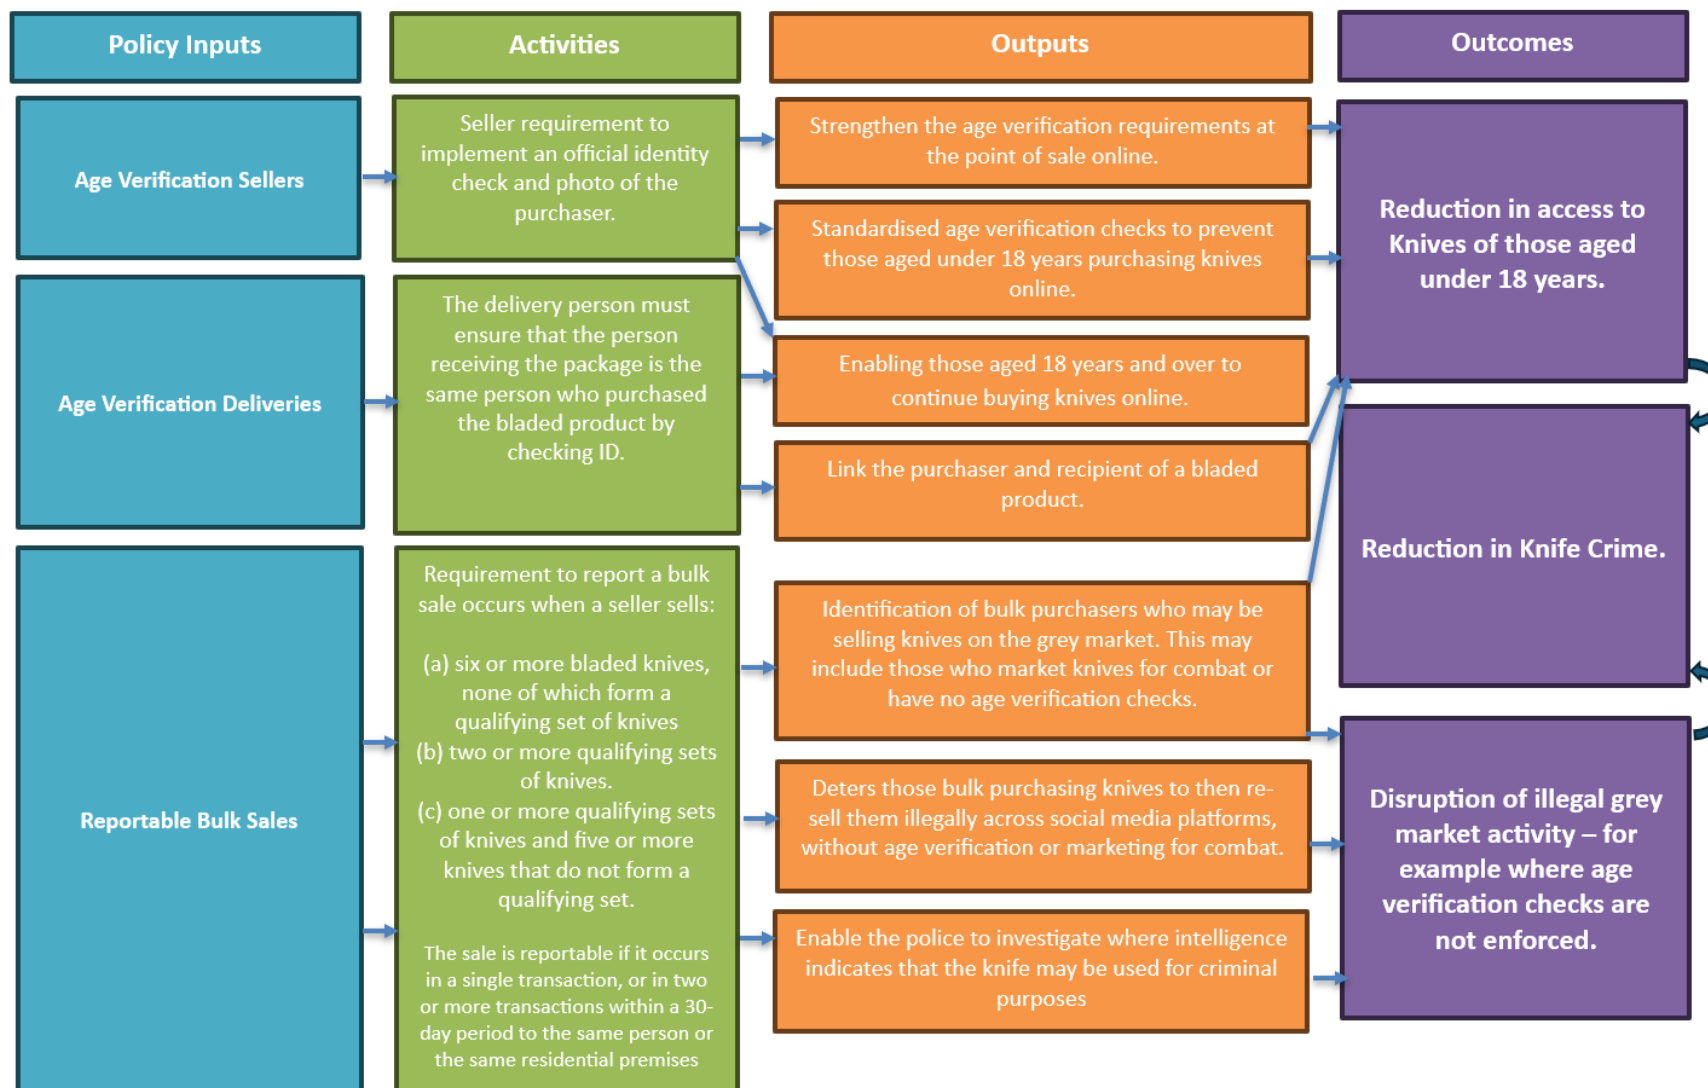 Policy Inputs
Activities
Outputs
Outcomes
Age Verification Sellers
Seller requirement to
implement an official identity
check and photo of the
purchaser.
Strengthen the age verification requirements at
the point of sale online.
Standardised age verification checks to prevent
those aged under 18 years purchasing knives
online.
Reduction in access to
Knives of those aged
under 18 years.
Age Verification Deliveries
The delivery person must
ensure that the person
receiving the package is the
same person who purchased
the bladed product by
checking ID.
Enabling those aged 18 years and over to
continue buying knives online.
Link the purchaser and recipient of a bladed
product.
Reduction in Knife Crime.
Reportable Bulk Sales
Requirement to report a bulk
sale occurs when a seller sells:
(a) six or more bladed knives,
none of which form a
qualifying set of knives
(b) two or more qualifying sets
of knives.
(c) one or more qualifying sets
of knives and five or more
knives that do not form a
qualifying set.
The sale is reportable if it occurs
in a single transaction, or in two
or more transactions within a 30-
day period to the same person or
the same residential premises
Identification of bulk purchasers who may be
selling knives on the grey market. This may
include those who market knives for combat or
have no age verification checks.
Deters those bulk purchasing knives to then re-
sell them illegally across social media platforms,
without age verification or marketing for combat.
Enable the police to investigate where intelligence
indicates that the knife may be used for criminal
purposes
Disruption of illegal grey
market activity – for
example where age
verification checks are
not enforced.